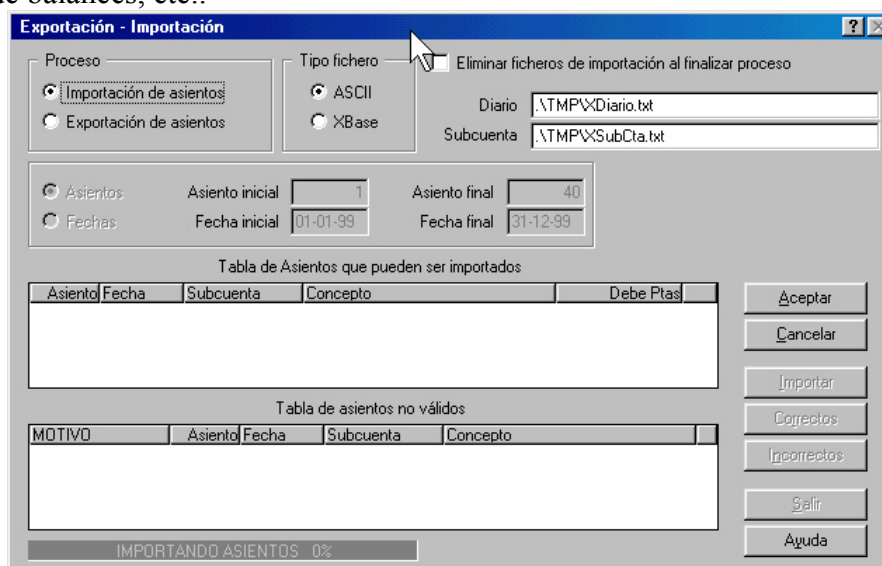 de balances, etc..
Exportación - Importación
Proceso
Importación de asientos
Exportación de asientos
Tipo fichero
ASCII
XBase
Eliminar ficheros de importación al finalizar proceso
Diario .\TMP\XDiario.txt
Subcuenta .\TMP\XSubCta.txt
Asientos Asiento inicial 1 Asiento final 40
Fechas Fecha inicial 01-01-99 Fecha final 31-12-99
Tabla de Asientos que pueden ser importados
Asiento Fecha Subcuenta Concepto Debe Ptas
Tabla de asientos no válidos
MOTIVO Asiento Fecha Subcuenta Concepto
IMPORTANDO ASIENTOS 0%
Aceptar
Cancelar
Importar
Correctos
Incorrectos
Salir
Ayuda